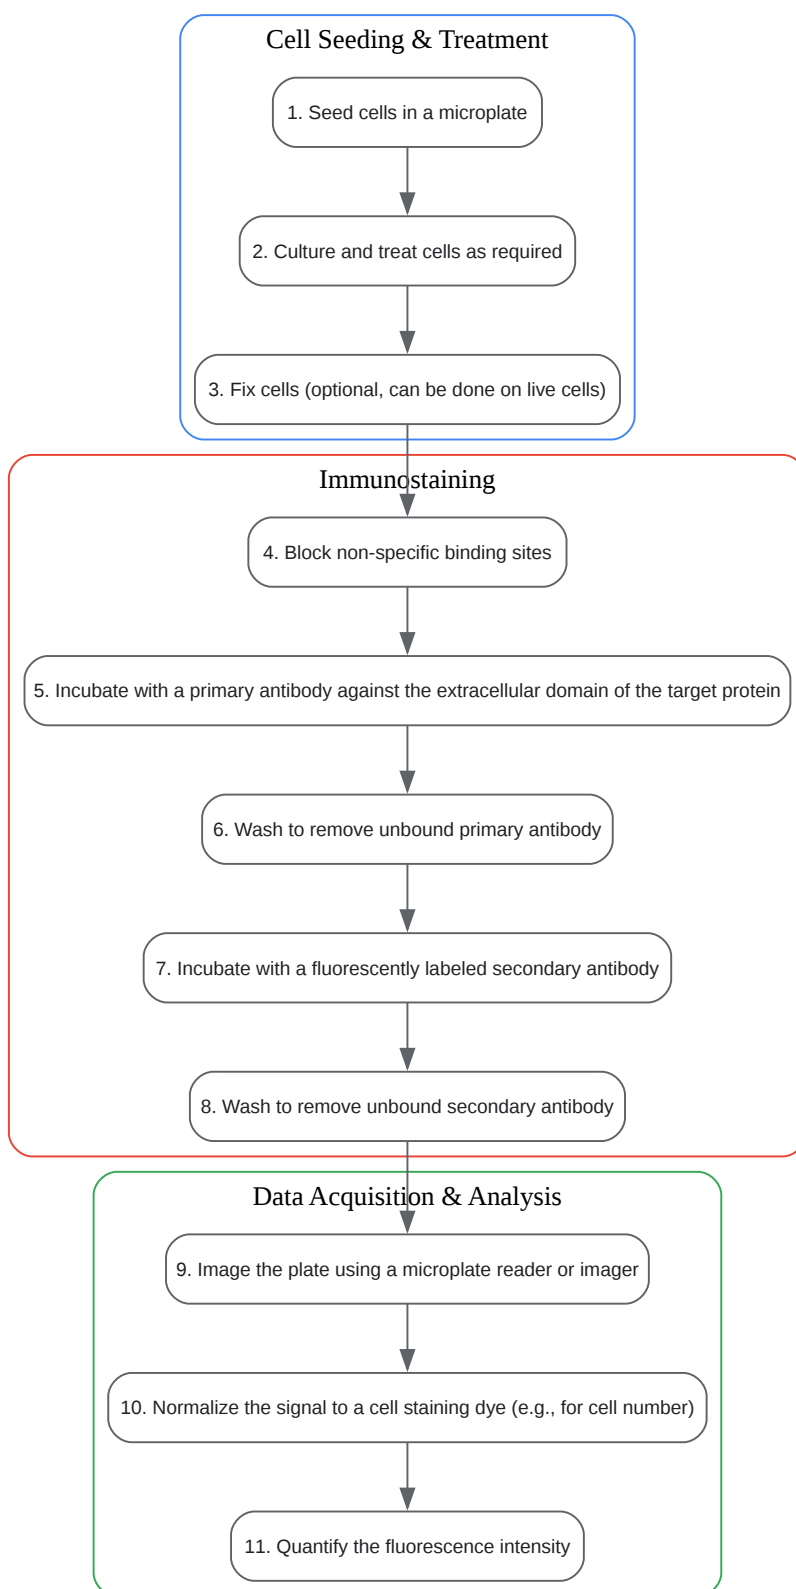 Cell Seeding & Treatment
1. Seed cells in a microplate
2. Culture and treat cells as required
3. Fix cells (optional, can be done on live cells)
Immunostaining
4. Block non-specific binding sites
5. Incubate with a primary antibody against the extracellular domain of the target protein
6. Wash to remove unbound primary antibody
7. Incubate with a fluorescently labeled secondary antibody
8. Wash to remove unbound secondary antibody
Data Acquisition & Analysis
9. Image the plate using a microplate reader or imager
10. Normalize the signal to a cell staining dye (e.g., for cell number)
11. Quantify the fluorescence intensity